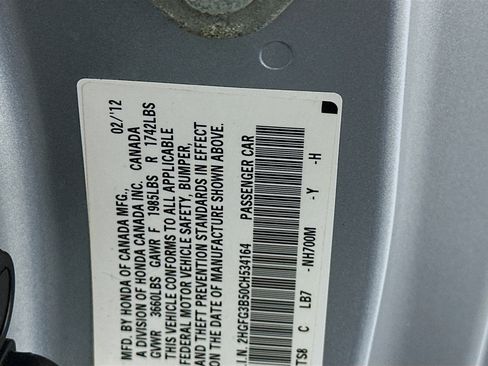 MFD. BY HONDA OF CANADA MFG., 02/'12
A DIVISION OF HONDA CANADA INC. CANADA
GVWR 3660LBS GAWR F 1985LBS R 1742LBS
THIS VEHICLE CONFORMS TO ALL APPLICABLE
FEDERAL MOTOR VEHICLE SAFETY, BUMPER,
AND THEFT PREVENTION STANDARDS IN EFFECT
ON THE DATE OF MANUFACTURE SHOWN ABOVE.
I.N. 2HGFG3B50CH534164 PASSENGER CAR
TS8 C LB7 -NH700M -Y -H